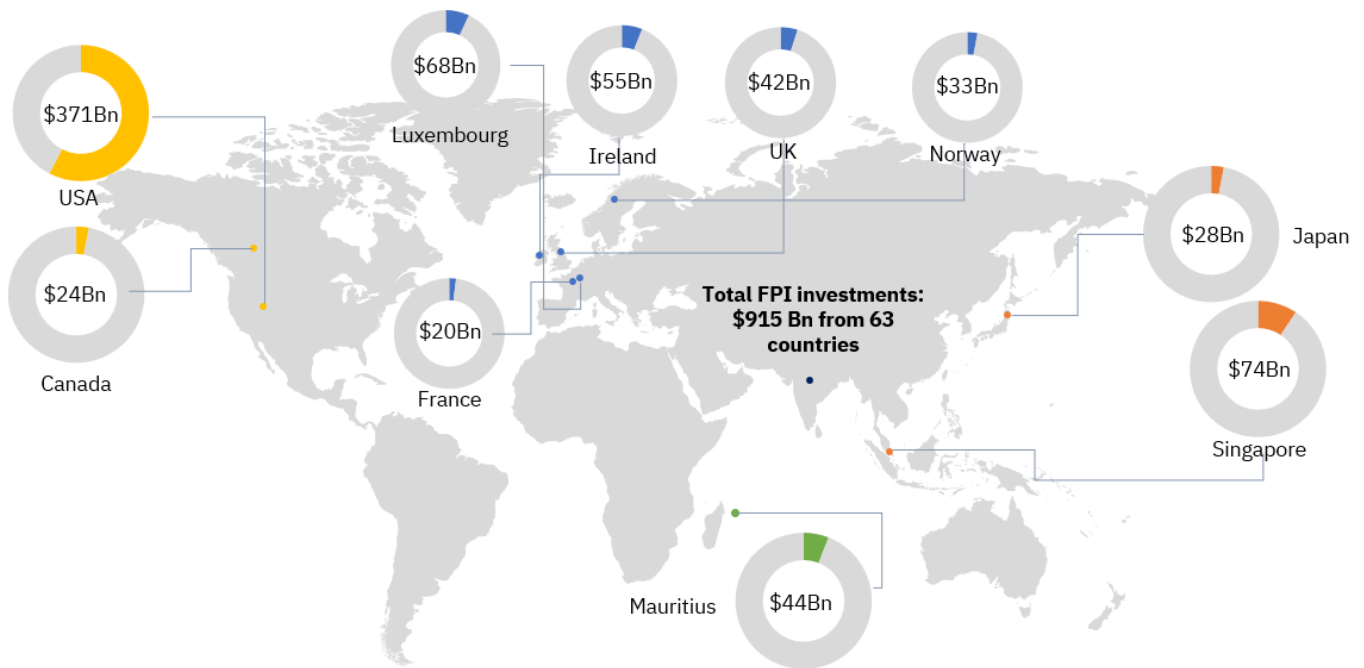 $371Bn
USA
$68Bn
Luxembourg
$55Bn
Ireland
$42Bn
UK
$33Bn
Norway
$28Bn
Japan
$24Bn
Canada
$20Bn
France
Total FPI investments:
$915 Bn from 63
countries
$74Bn
Singapore
$44Bn
Mauritius